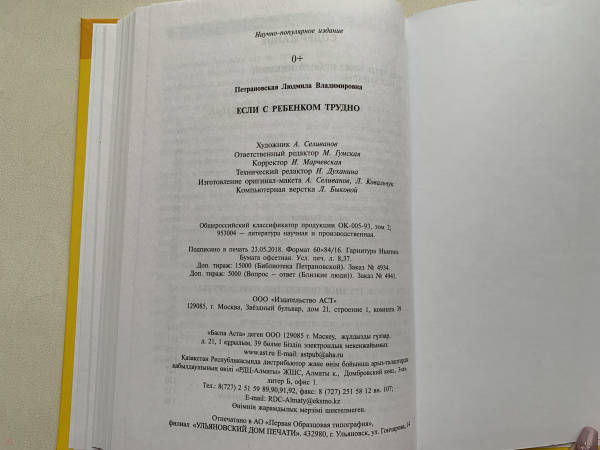 Научно-популярное издание
0+
Петрановская Людмила Владимировна
ЕСЛИ С РЕБЕНКОМ ТРУДНО
Художник А. Селиванов
Ответственный редактор М. Гумская
Корректор И. Марчевская
Технический редактор Н. Духанина
Изготовление оригинал-макета А. Селиванов, Л. Ковальчук
Компьютерная верстка Л. Быковой
Общероссийский классификатор продукции ОК-005-93, том 2;
953004 – литература научная и производственная.
Подписано в печать 23.05.2018. Формат 60×84/16. Гарнитура Ньютон.
Бумага офсетная. Усл. печ. л. 8,37.
Доп. тираж: 15000 (Библиотека Петрановской). Заказ № 4934.
Доп. тираж: 5000 (Вопрос – ответ (Близкие люди)). Заказ № 4941.
ООО «Издательство АСТ»
129085, г. Москва, Звёздный бульвар, дом 21, строение 1, комната 39
«Баспа Аста» деген ООО 129085 г. Мәскеу, жұлдызды гүлзар,
д. 21, 1 құрылым, 39 бөлме Біздің электрондық мекенжайымыз:
www.ast.ru E-mail: astpub@aha.ru
Қазақстан Республикасында дистрибьютор және өнім бойынша арыз-талаптарды
қабылдаушының өкілі «РДЦ-Алматы» ЖШС, Алматы к., Домбровский көш., 3«а»,
литер Б, офис 1.
Тел.: 8(727) 2 51 59 89,90,91,92, факс: 8 (727) 251 58 12 вн. 107;
E-mail: RDC-Almaty@eksmo.kz
Өнімнің жарамдылық мерзімі шектелмеген.
Отпечатано в АО «Первая Образцовая типография»,
филиал «УЛЬЯНОВСКИЙ ДОМ ПЕЧАТИ». 432980, г. Ульяновск, ул. Гончарова, 14